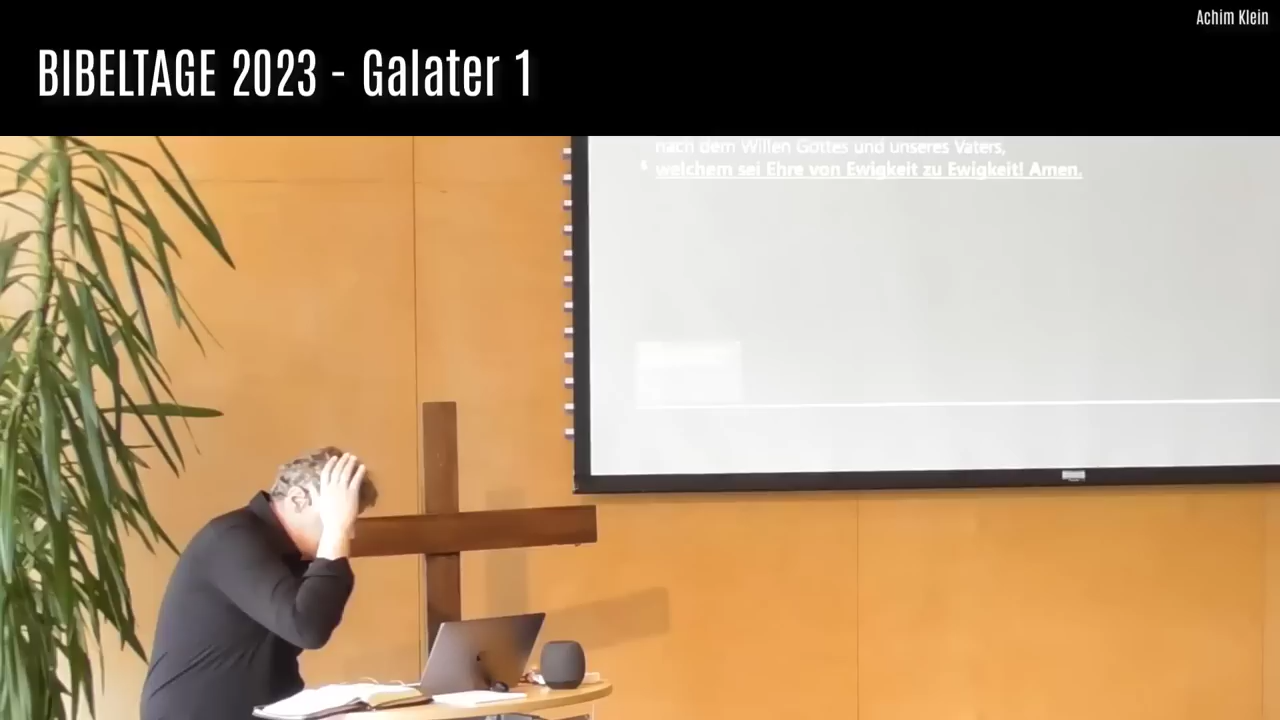 Achim Klein
BIBELTAGE 2023 - Galater 1
nach dem Willen Gottes und unseres Vaters,
5 welchem sei Ehre von Ewigkeit zu Ewigkeit! Amen.